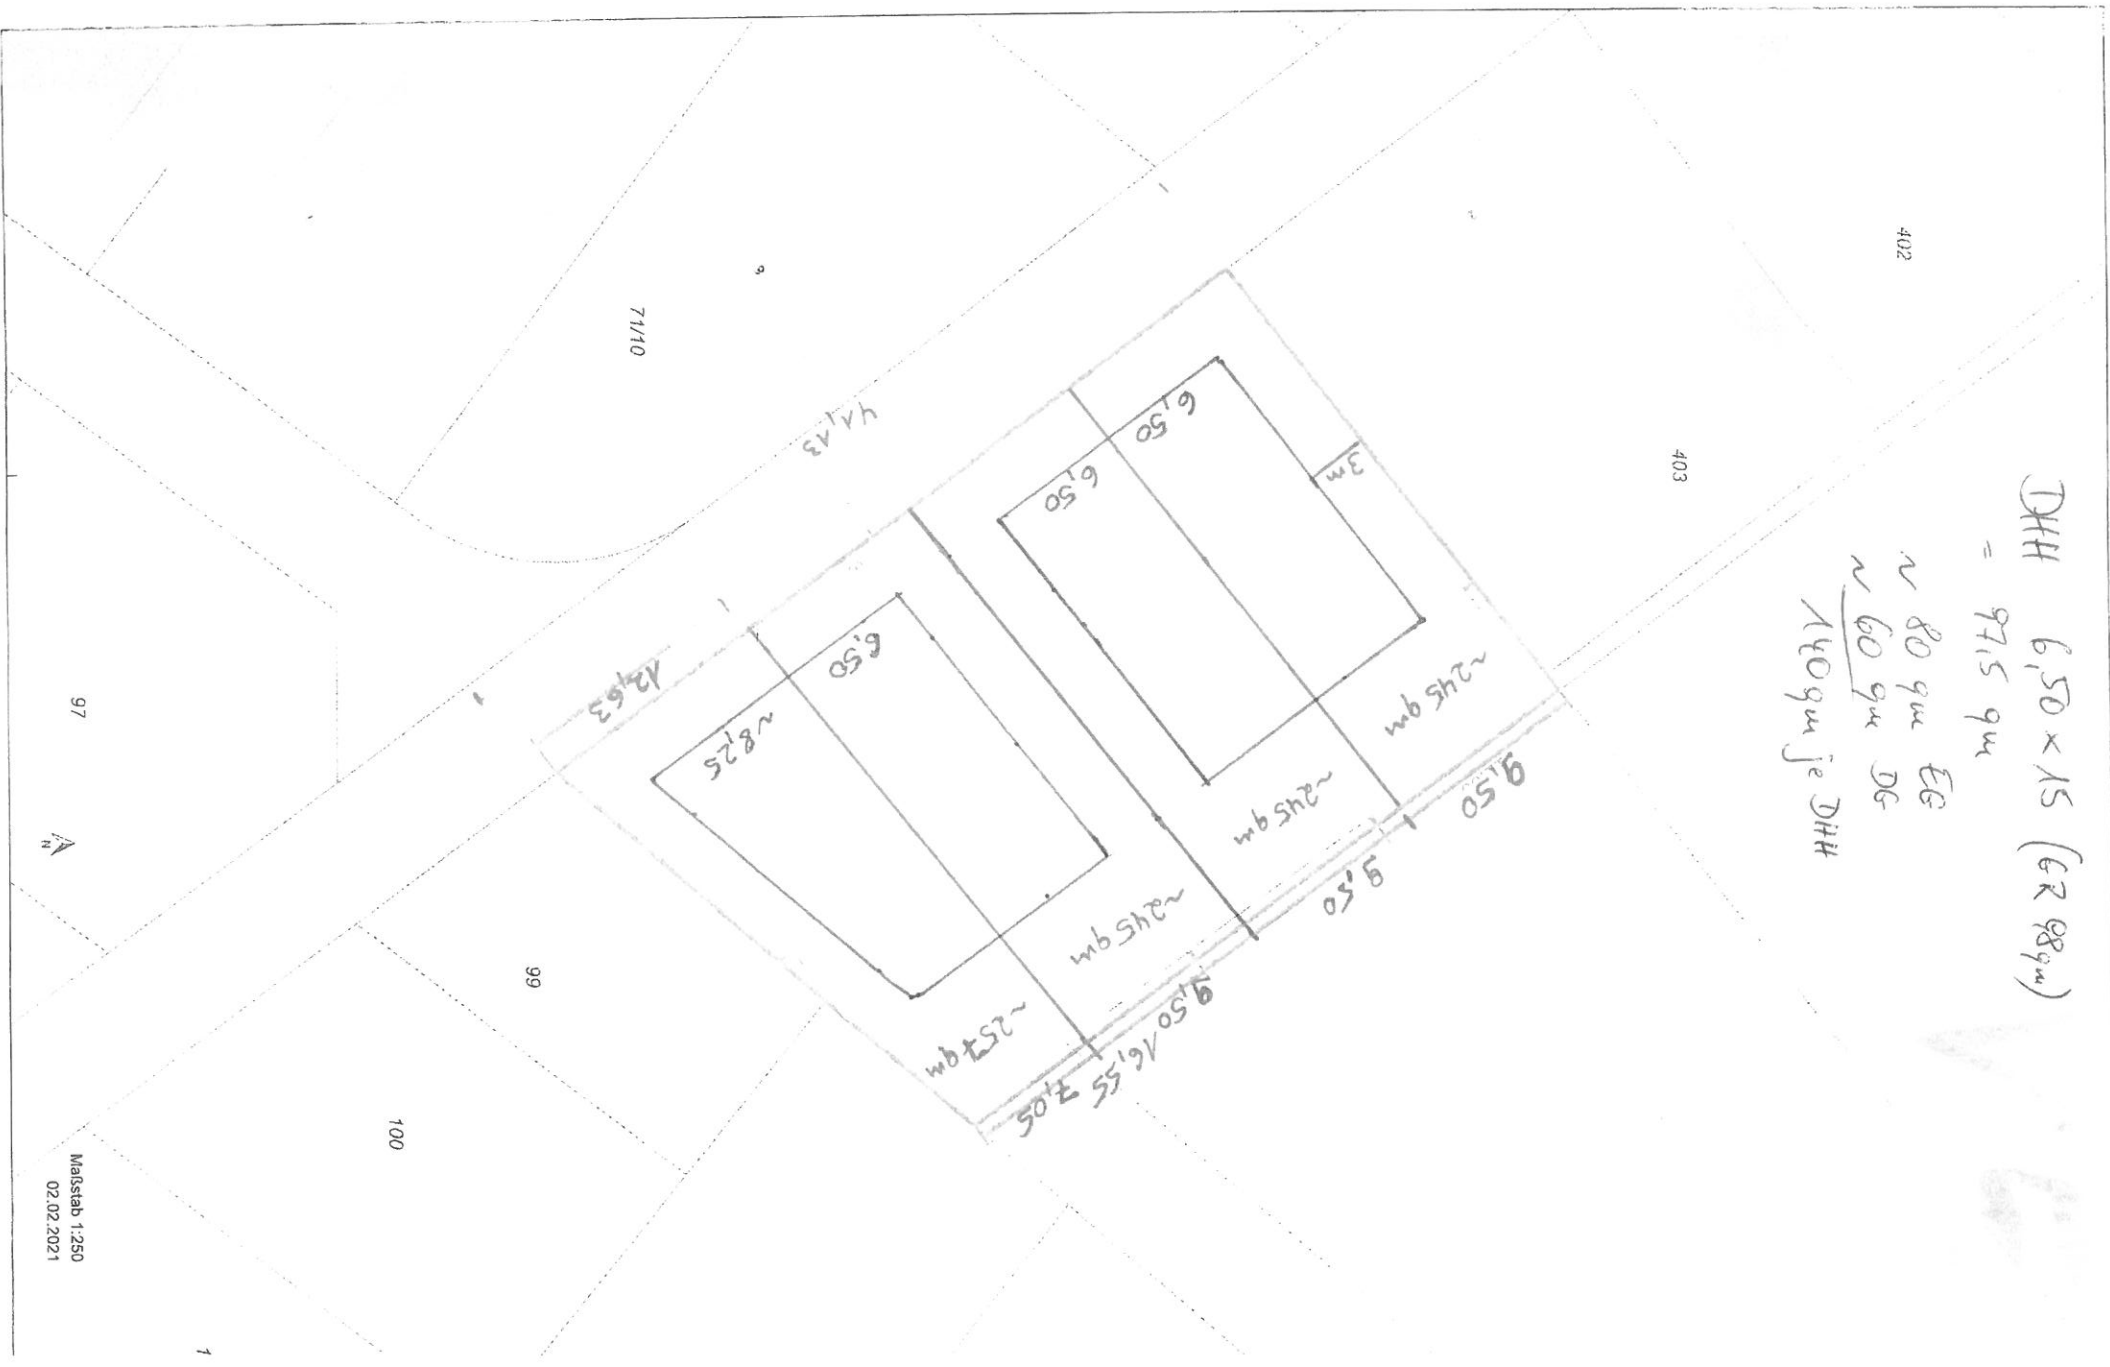 DHH 6,50 x 15 (GR 98qm)
= 97,5 qm
~ 80 qm EG
~ 60 qm DG
140 qm je DHH
402
403
71/10
41,13
6,50
6,50
3m
6,50
~8,25
12,63
~245 qm
~245 qm
~245 qm
~257 qm
9,50
9,50
9,50
16,55
7,05
97
99
100
1
N
Maßstab 1:250
02.02.2021